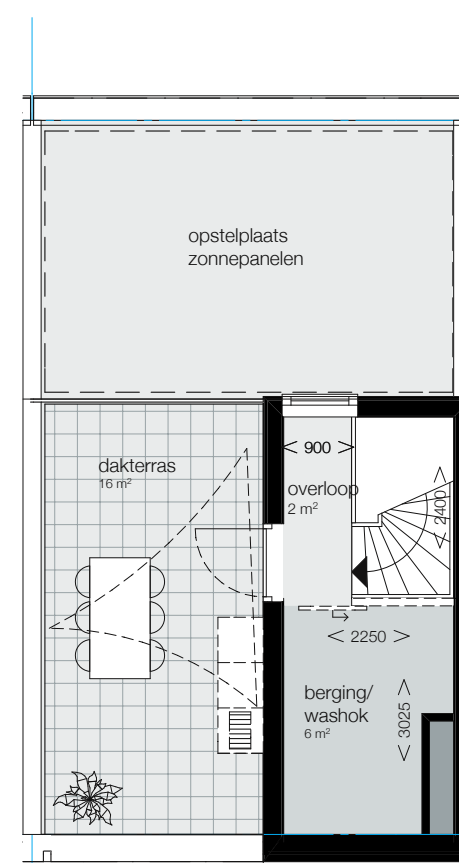 opstelplaats
zonnepanelen
< 900 >
dakterras
16 m²
overloop
2 m²
< 2400 >
< 2250 >
berging/
washok
6 m²
< 3025 >